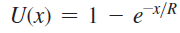 U(x) = 1 − e^{−x/R}